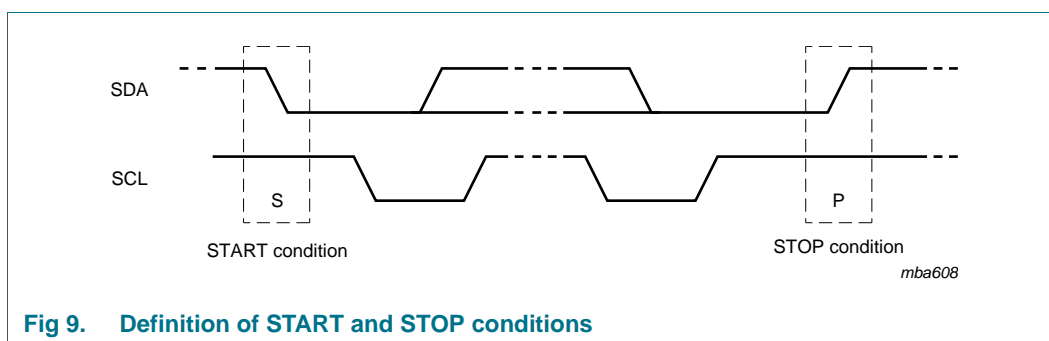 SDA
SCL
S
P
START condition
STOP condition
mba608
Fig 9. Definition of START and STOP conditions